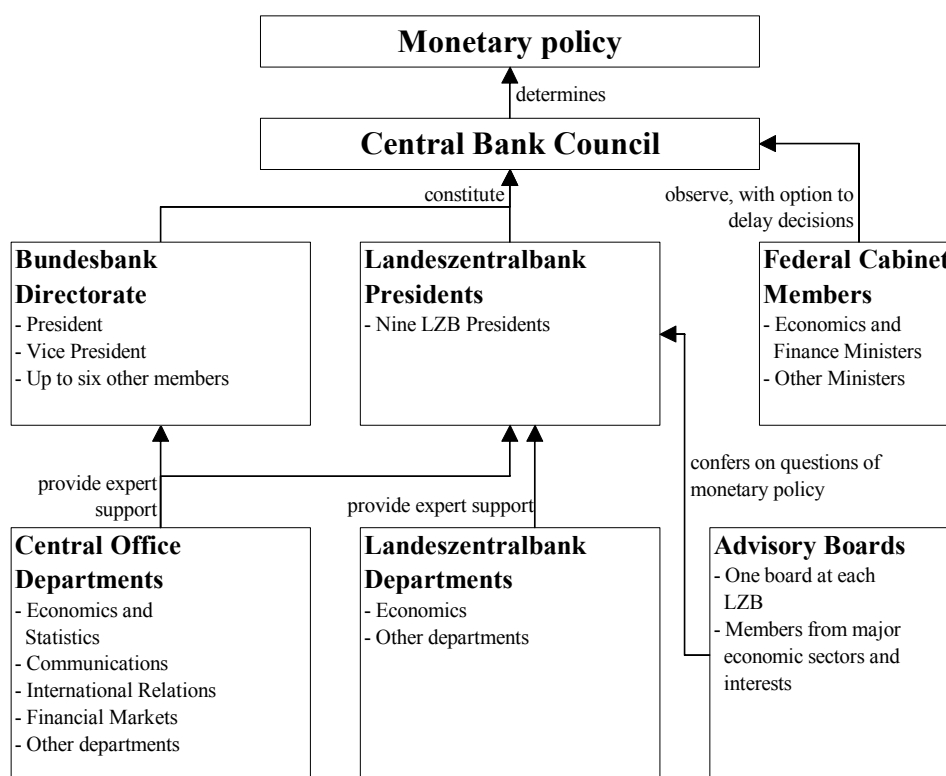 Monetary policy
determines
Central Bank Council
constitute
observe, with option to
delay decisions
Bundesbank
Directorate
- President
- Vice President
- Up to six other members
Landeszentralbank
Presidents
- Nine LZB Presidents
Federal Cabinet
Members
- Economics and
Finance Ministers
- Other Ministers
provide expert
support
provide expert support
confers on questions of
monetary policy
Central Office
Departments
- Economics and
Statistics
- Communications
- International Relations
- Financial Markets
- Other departments
Landeszentralbank
Departments
- Economics
- Other departments
Advisory Boards
- One board at each
LZB
- Members from major
economic sectors and
interests